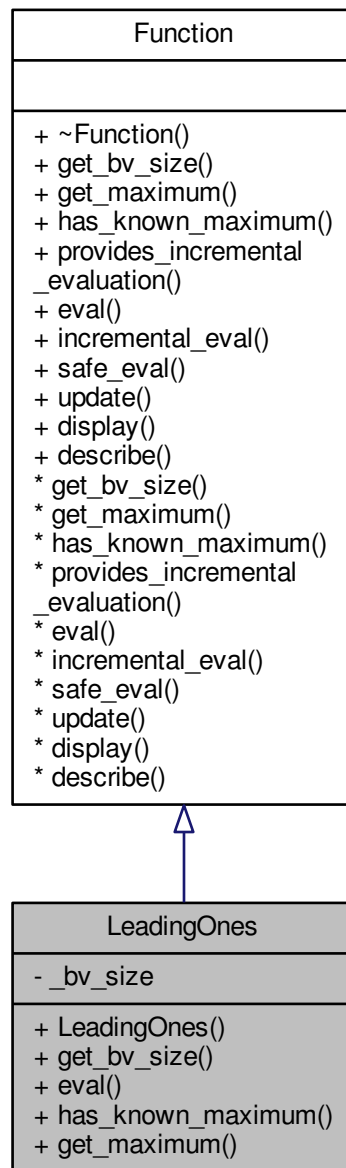 Function
+ ~Function()
+ get_bv_size()
+ get_maximum()
+ has_known_maximum()
+ provides_incremental
_evaluation()
+ eval()
+ incremental_eval()
+ safe_eval()
+ update()
+ display()
+ describe()
* get_bv_size()
* get_maximum()
* has_known_maximum()
* provides_incremental
_evaluation()
* eval()
* incremental_eval()
* safe_eval()
* update()
* display()
* describe()
LeadingOnes
- _bv_size
+ LeadingOnes()
+ get_bv_size()
+ eval()
+ has_known_maximum()
+ get_maximum()